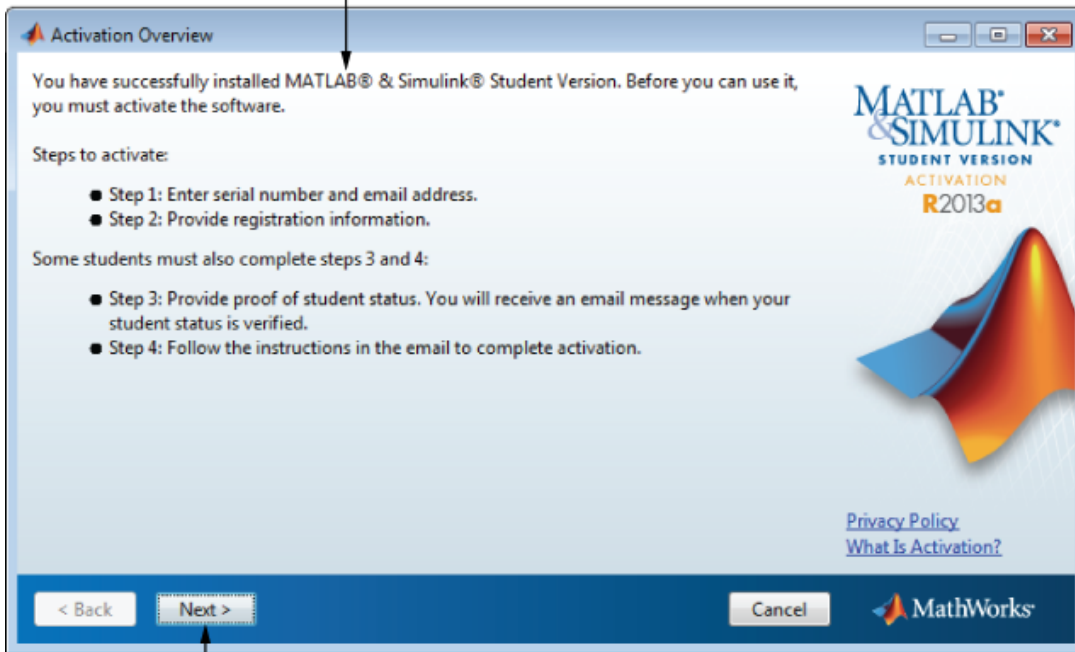 Activation Overview
You have successfully installed MATLAB® & Simulink® Student Version. Before you can use it,
you must activate the software.
Steps to activate:
● Step 1: Enter serial number and email address.
● Step 2: Provide registration information.
Some students must also complete steps 3 and 4:
● Step 3: Provide proof of student status. You will receive an email message when your
student status is verified.
● Step 4: Follow the instructions in the email to complete activation.
MATLAB®
&SIMULINK®
STUDENT VERSION
ACTIVATION
R2013a
Privacy Policy
What Is Activation?
< Back
Next >
Cancel
MathWorks®